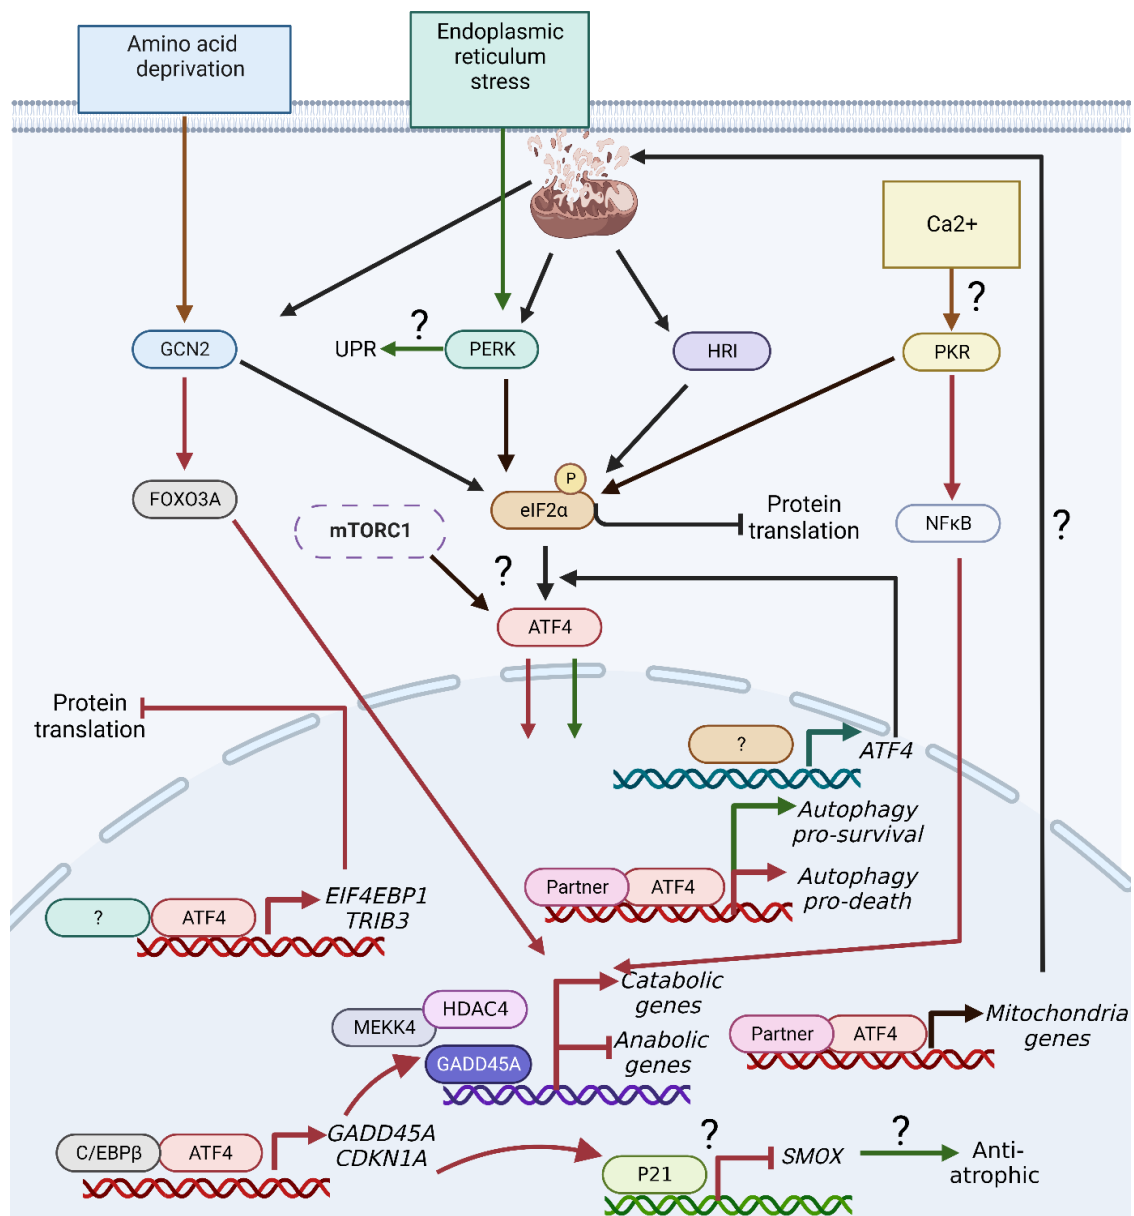 Amino acid
deprivation
Endoplasmic
reticulum
stress
Ca2+
?
GCN2
UPR
?
PERK
HRI
PKR
FOXO3A
P
eIF2α
mTORC1
Protein
translation
NFκB
?
?
ATF4
Protein
translation
?
ATF4
Autophagy
pro-survival
Partner
ATF4
Autophagy
pro-death
?
ATF4
EIF4EBP1
TRIB3
Catabolic
genes
HDAC4
MEKK4
GADD45A
Anabolic
genes
Partner
ATF4
Mitochondria
genes
C/EBPβ
ATF4
GADD45A
CDKN1A
P21
?
SMOX
?
Anti-
atrophic